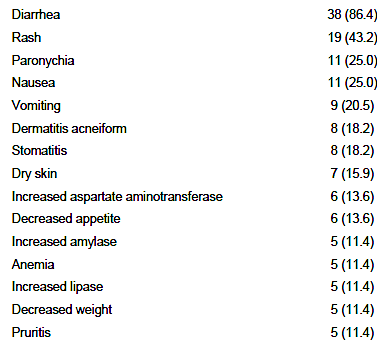 Diarrhea 38 (86.4)
Rash 19 (43.2)
Paronychia 11 (25.0)
Nausea 11 (25.0)
Vomiting 9 (20.5)
Dermatitis acneiform 8 (18.2)
Stomatitis 8 (18.2)
Dry skin 7 (15.9)
Increased aspartate aminotransferase 6 (13.6)
Decreased appetite 6 (13.6)
Increased amylase 5 (11.4)
Anemia 5 (11.4)
Increased lipase 5 (11.4)
Decreased weight 5 (11.4)
Pruritis 5 (11.4)